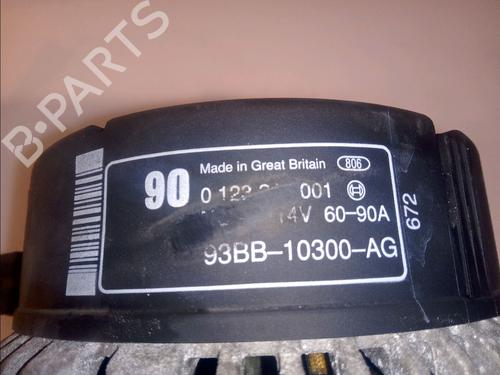 B-PARTS
90
Made in Great Britain 806
0 123 001
14V 60-90A
93BB-10300-AG
672